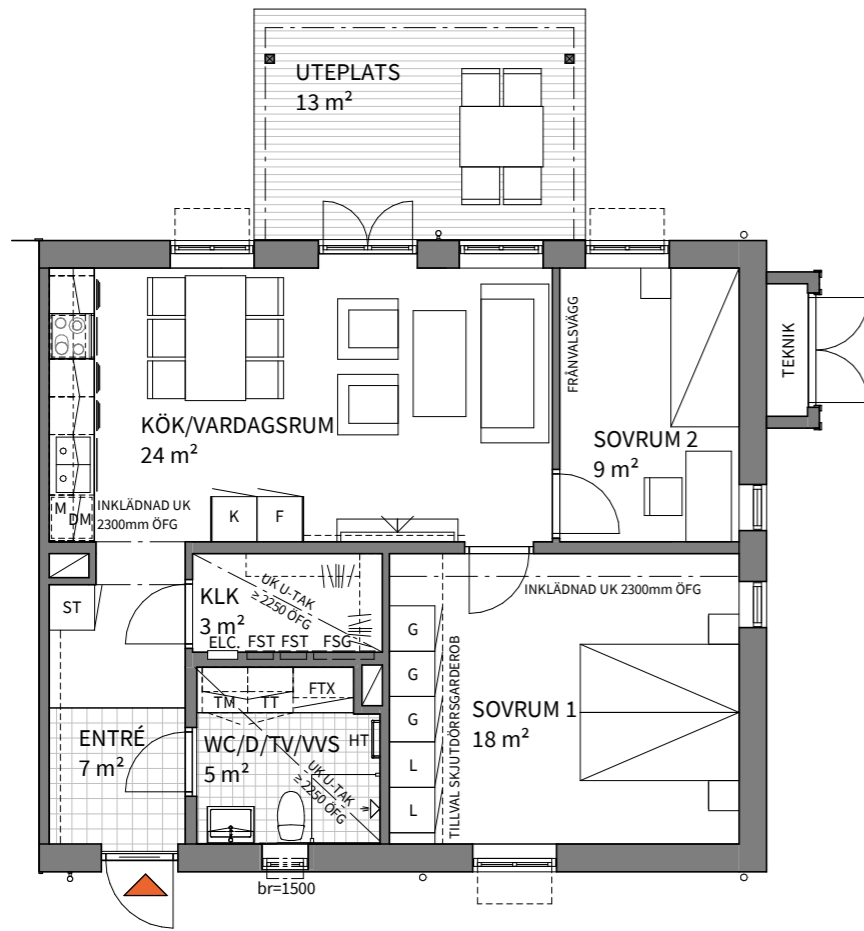 UTEPLATS
13 m²
TEKNIK
FRÅNVALSVÄGG
KÖK/VARDAGSRUM
24 m²
SOVRUM 2
9 m²
M
DM
INKLÄDNAD UK
2300mm ÖFG
K
F
KLK
3 m²
UK U-TAK
≥ 2250 ÖFG
ST
ELC.
FST
FST
FSG
INKLÄDNAD UK 2300mm ÖFG
G
G
G
L
L
TILLVAL SKJUTDÖRRSGARDEROB
SOVRUM 1
18 m²
TM
TT
FTX
ENTRÉ
7 m²
WC/D/TV/VVS
5 m²
HT
UK U-TAK
≥ 2250 ÖFG
br=1500